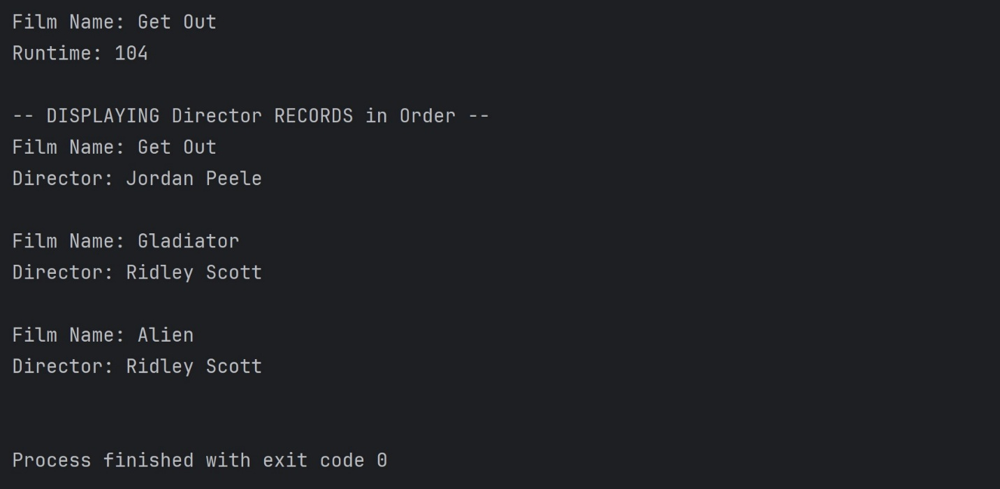 Film Name: Get Out
Runtime: 104
-- DISPLAYING Director RECORDS in Order --
Film Name: Get Out
Director: Jordan Peele
Film Name: Gladiator
Director: Ridley Scott
Film Name: Alien
Director: Ridley Scott
Process finished with exit code 0